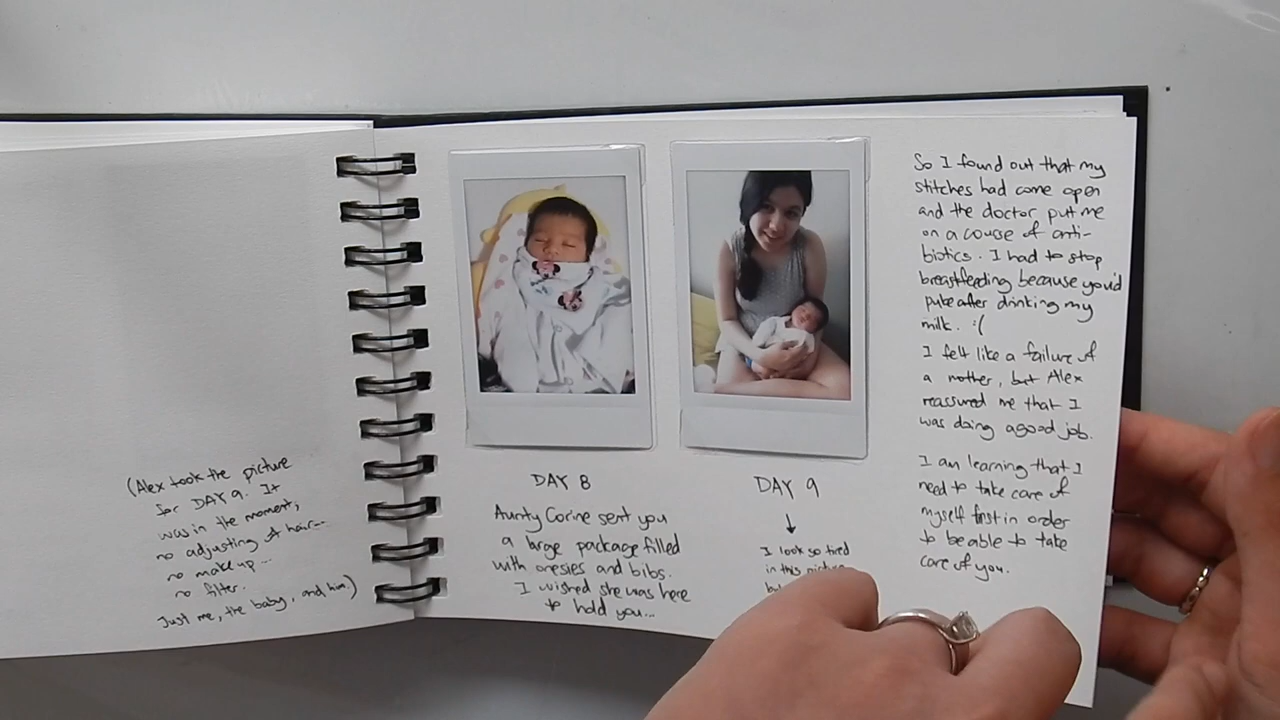 (Alex took the picture
for DAY 9. It
was in the moment,
no adjusting of hair...
no make-up...
no filter.
Just me, the baby, and him.)
DAY 8
Aunty Corine sent you
a large package filled
with onesies and bibs.
I wished she was here
to hold you...
DAY 9
I look so tired
in this picture
So I found out that my
stitches had come open
and the doctor put me
on a course of anti-
biotics. I had to stop
breastfeeding because you'd
puke after drinking my
milk. :(
I felt like a failure of
a mother, but Alex
reassured me that I
was doing a good job.
I am learning that I
need to take care of
myself first in order
to be able to take
care of you.